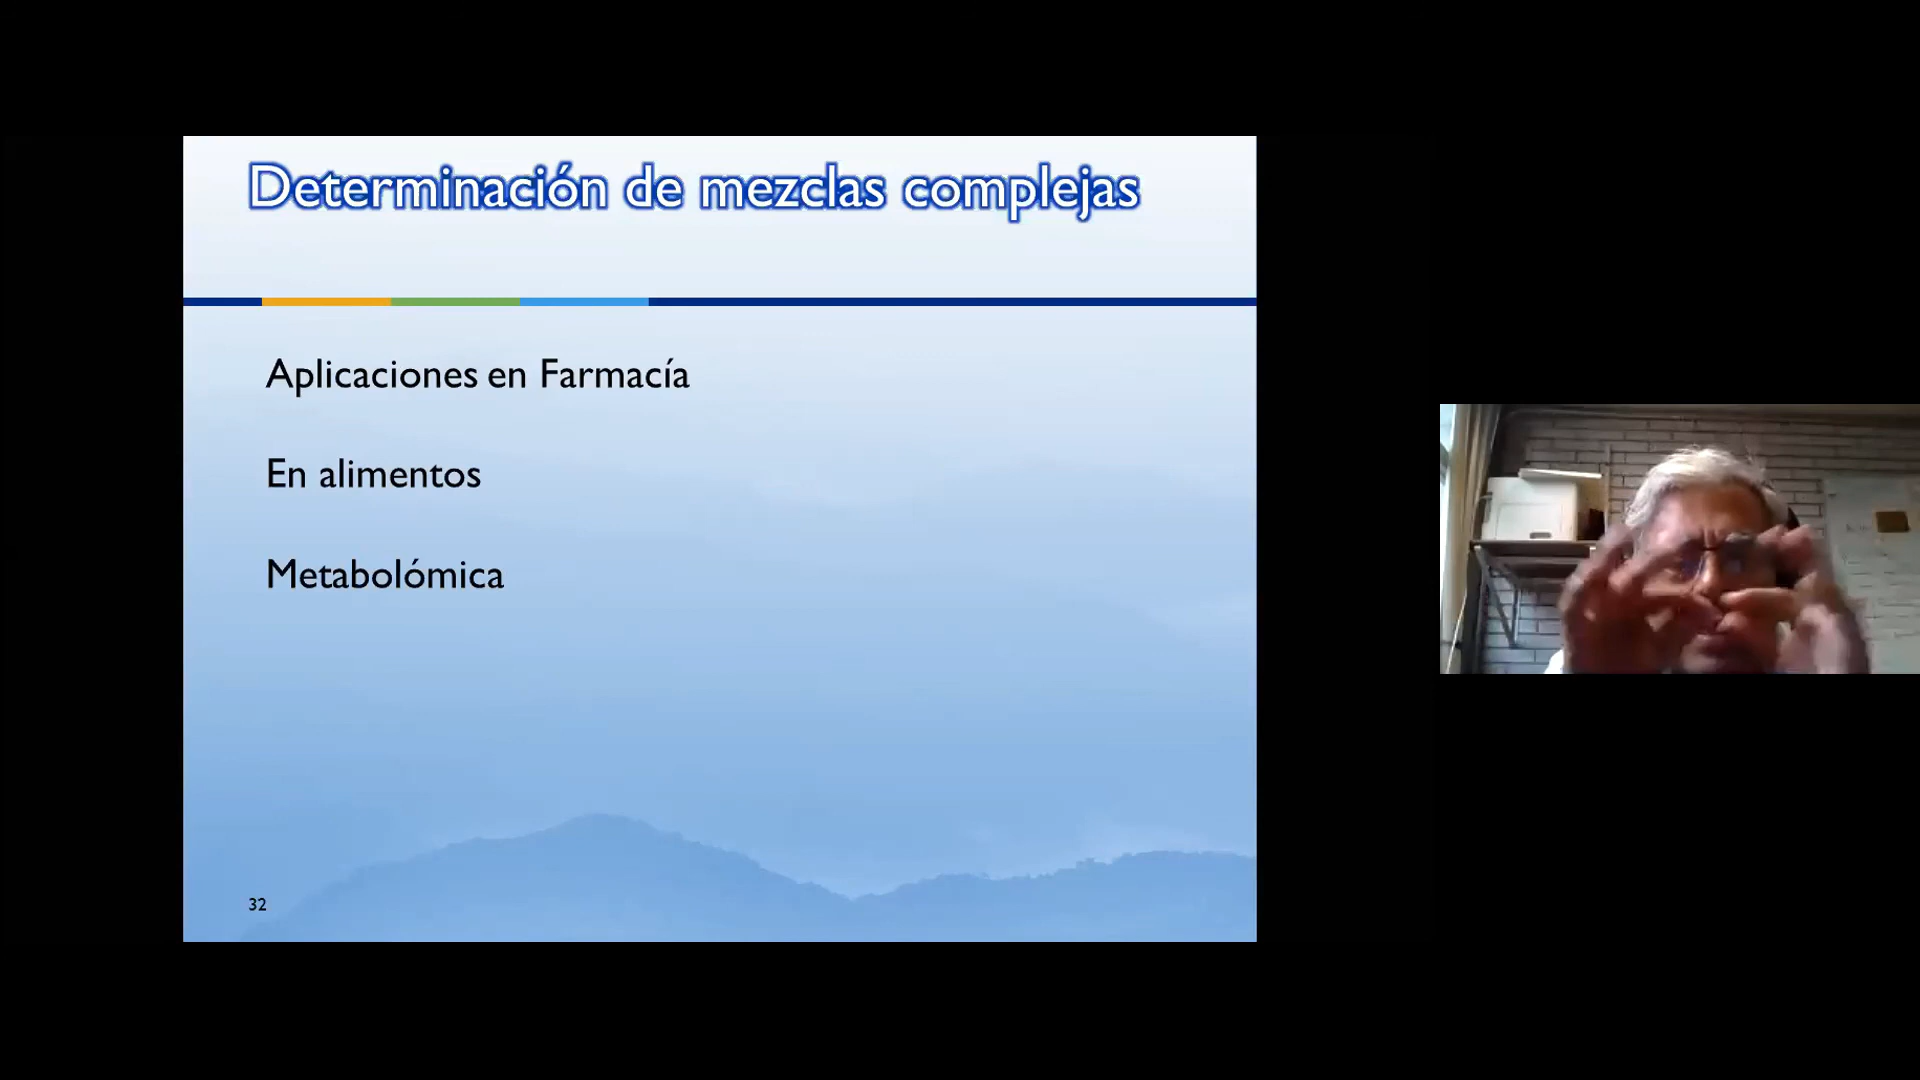 Determinación de mezclas complejas
Aplicaciones en Farmacía
En alimentos
Metabolómica
32